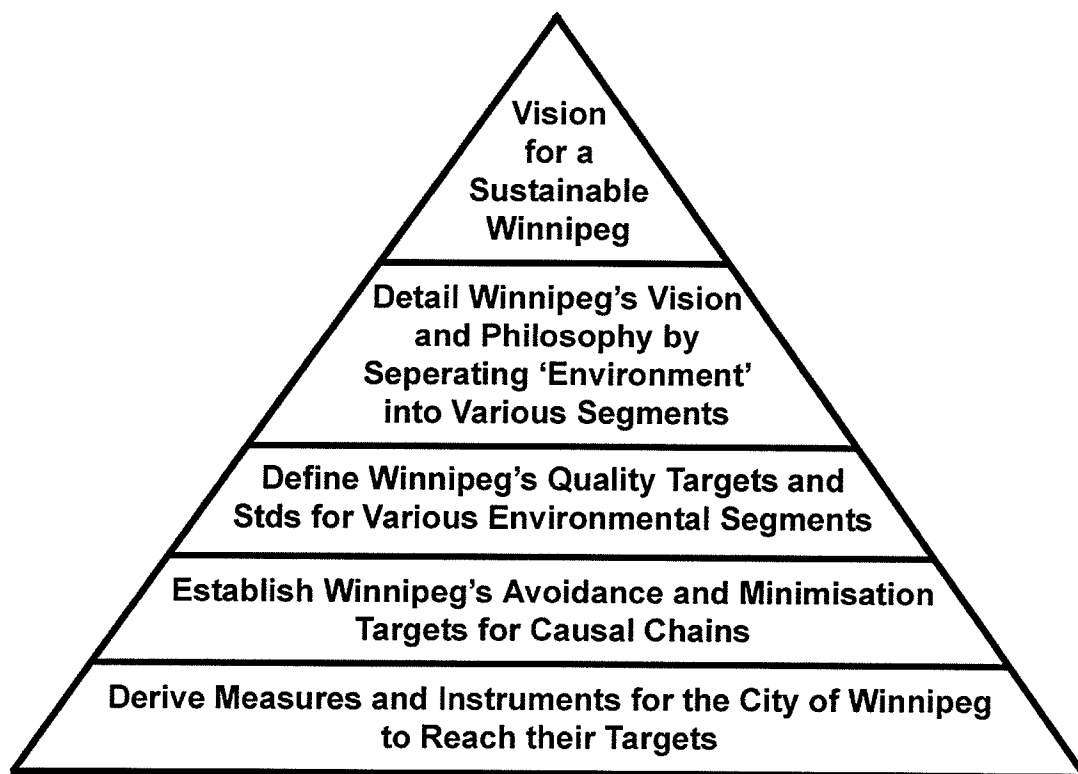 Vision
for a
Sustainable
Winnipeg
Detail Winnipeg’s Vision
and Philosophy by
Seperating ‘Environment’
into Various Segments
Define Winnipeg’s Quality Targets and
Stds for Various Environmental Segments
Establish Winnipeg’s Avoidance and Minimisation
Targets for Causal Chains
Derive Measures and Instruments for the City of Winnipeg
to Reach their Targets